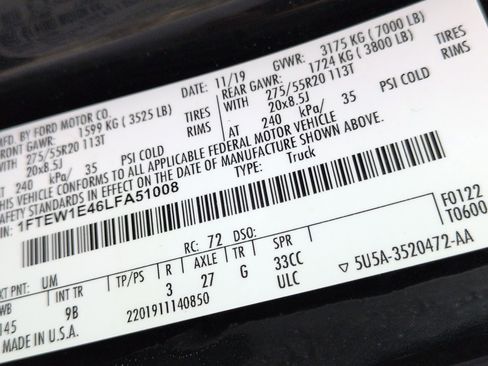 MFD. BY FORD MOTOR CO. DATE: 11/19 GVWR: 3175 KG ( 7000 LB)
FRONT GAWR: 1599 KG ( 3525 LB) REAR GAWR: 1724 KG ( 3800 LB)
275/55R20 113T TIRES WITH 275/55R20 113T TIRES
20x8.5J RIMS 20x8.5J RIMS
AT 240 kPa/ 35 PSI COLD AT 240 kPa/ 35 PSI COLD
THIS VEHICLE CONFORMS TO ALL APPLICABLE FEDERAL MOTOR VEHICLE
SAFETY STANDARDS IN EFFECT ON THE DATE OF MANUFACTURE SHOWN ABOVE.
VIN: 1FTEW1E46LFA51008 TYPE: Truck
F0122
T0600
EXT PNT: UM RC: 72 DSO:
WB INT TR TP/PS R AXLE TR SPR
145 9B 3 27 G 33CC
ULC
5U5A-3520472-AA
MADE IN U.S.A. 2201911140850